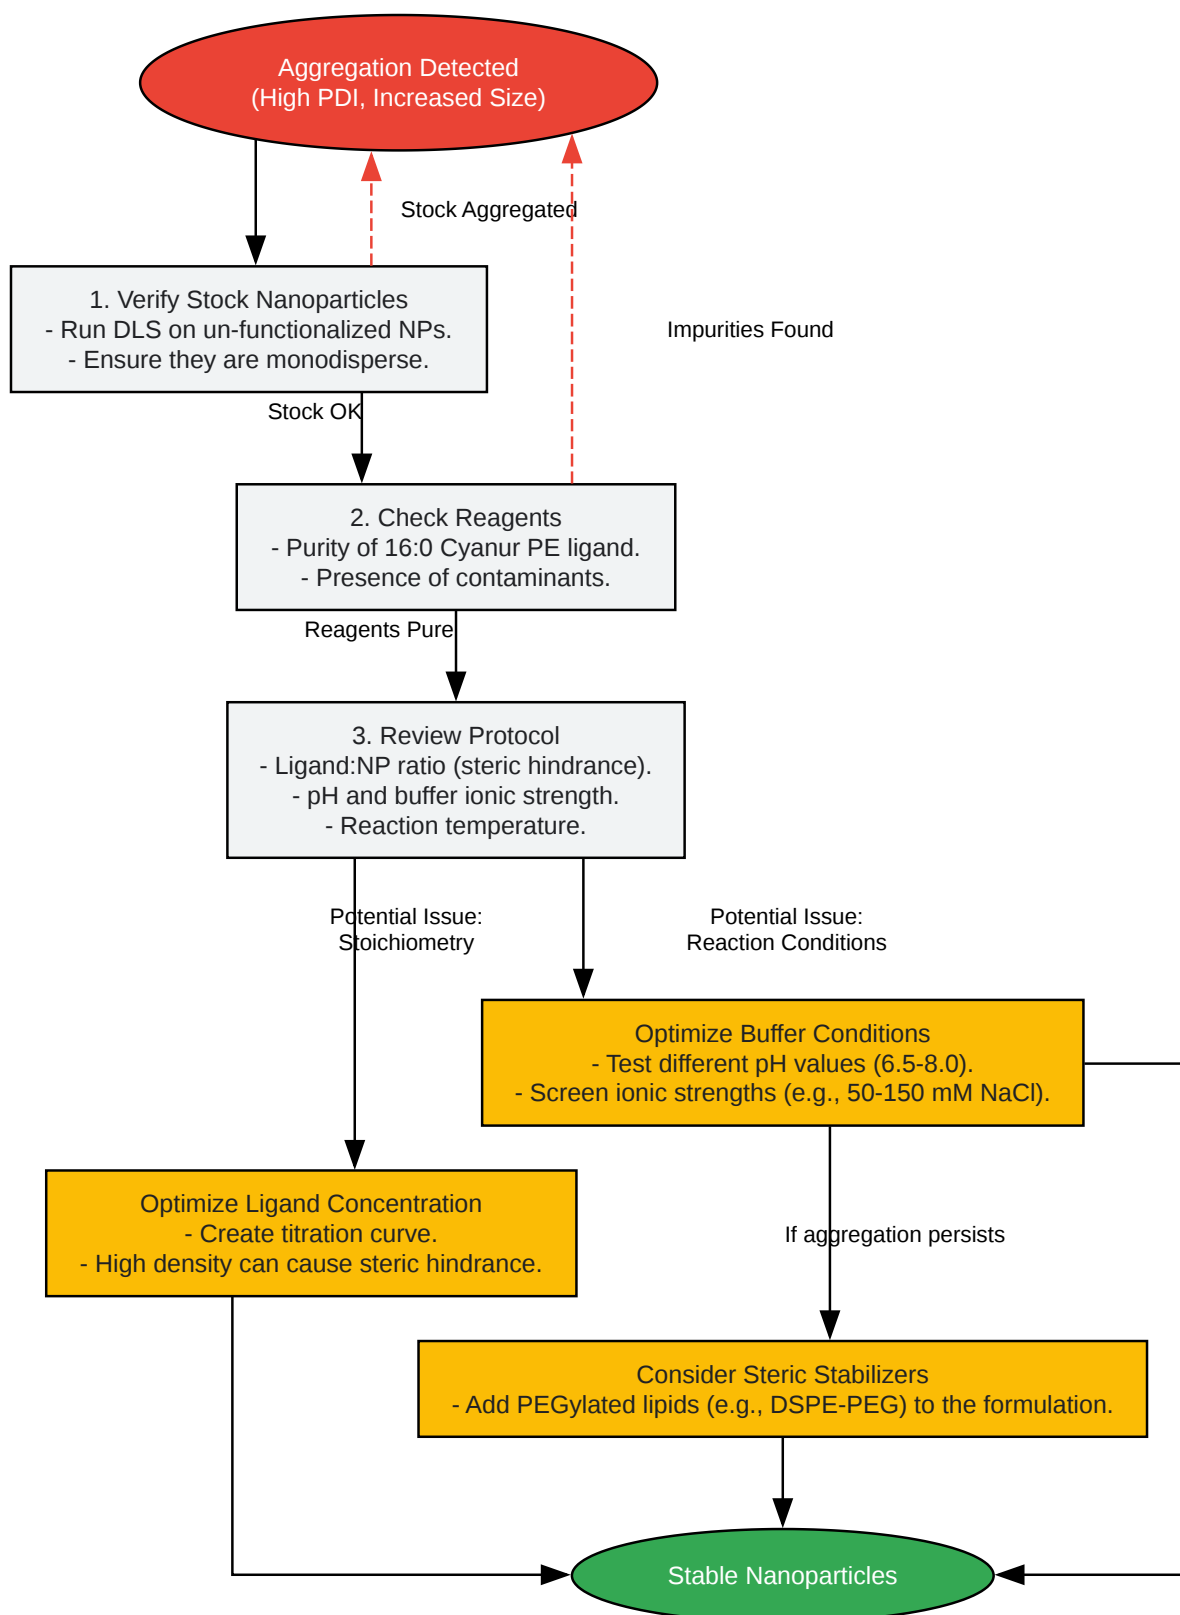 Aggregation Detected
(High PDI, Increased Size)
Stock Aggregated
1. Verify Stock Nanoparticles
- Run DLS on un-functionalized NPs.
- Ensure they are monodisperse.
Impurities Found
Stock OK
2. Check Reagents
- Purity of 16:0 Cyanur PE ligand.
- Presence of contaminants.
Reagents Pure
3. Review Protocol
- Ligand:NP ratio (steric hindrance).
- pH and buffer ionic strength.
- Reaction temperature.
Potential Issue:
Stoichiometry
Potential Issue:
Reaction Conditions
Optimize Buffer Conditions
- Test different pH values (6.5-8.0).
- Screen ionic strengths (e.g., 50-150 mM NaCl).
Optimize Ligand Concentration
- Create titration curve.
- High density can cause steric hindrance.
If aggregation persists
Consider Steric Stabilizers
- Add PEGylated lipids (e.g., DSPE-PEG) to the formulation.
Stable Nanoparticles